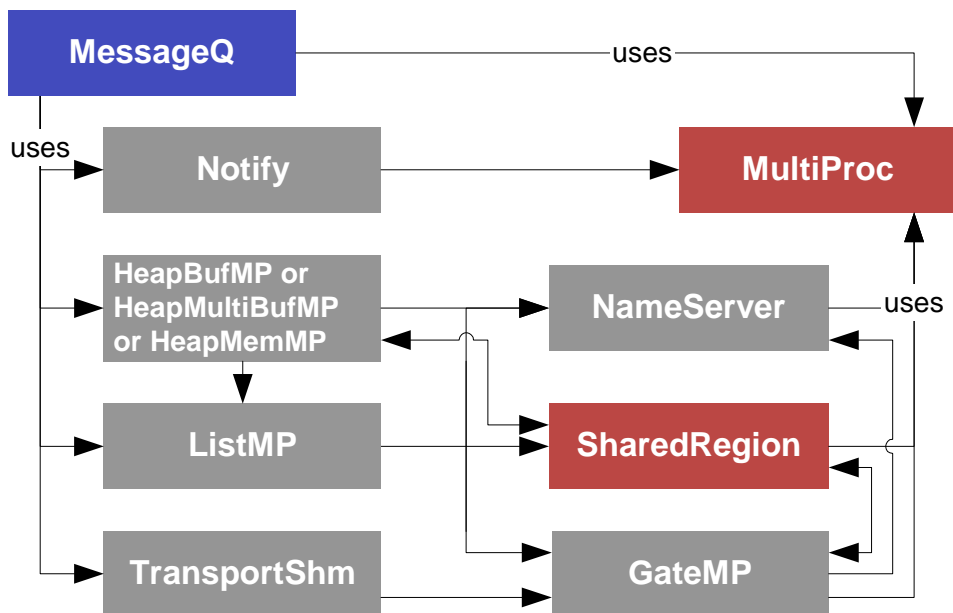 MessageQ
uses
uses
Notify
MultiProc
HeapBufMP or
HeapMultiBufMP
or HeapMemMP
NameServer
uses
ListMP
SharedRegion
TransportShm
GateMP